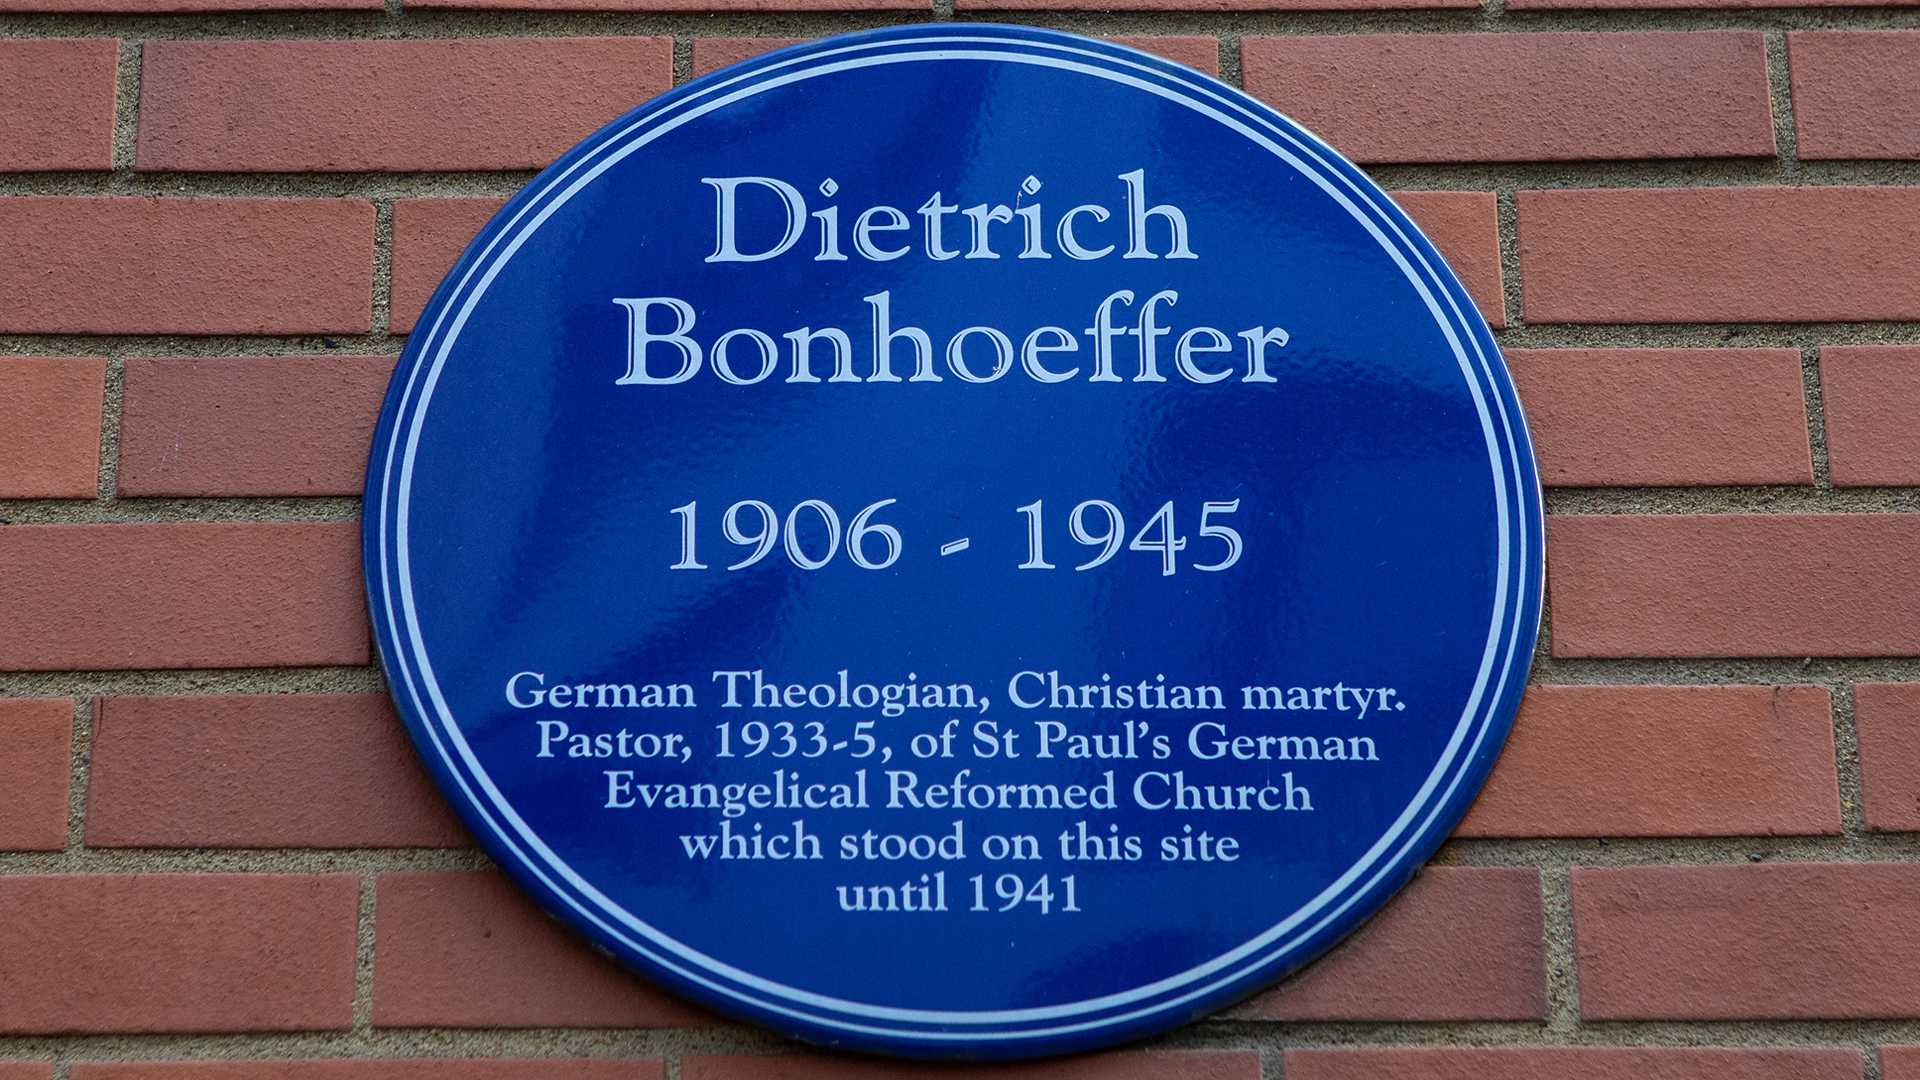 Dietrich
Bonhoeffer
1906 - 1945
German Theologian, Christian martyr.
Pastor, 1933-5, of St Paul's German
Evangelical Reformed Church
which stood on this site
until 1941